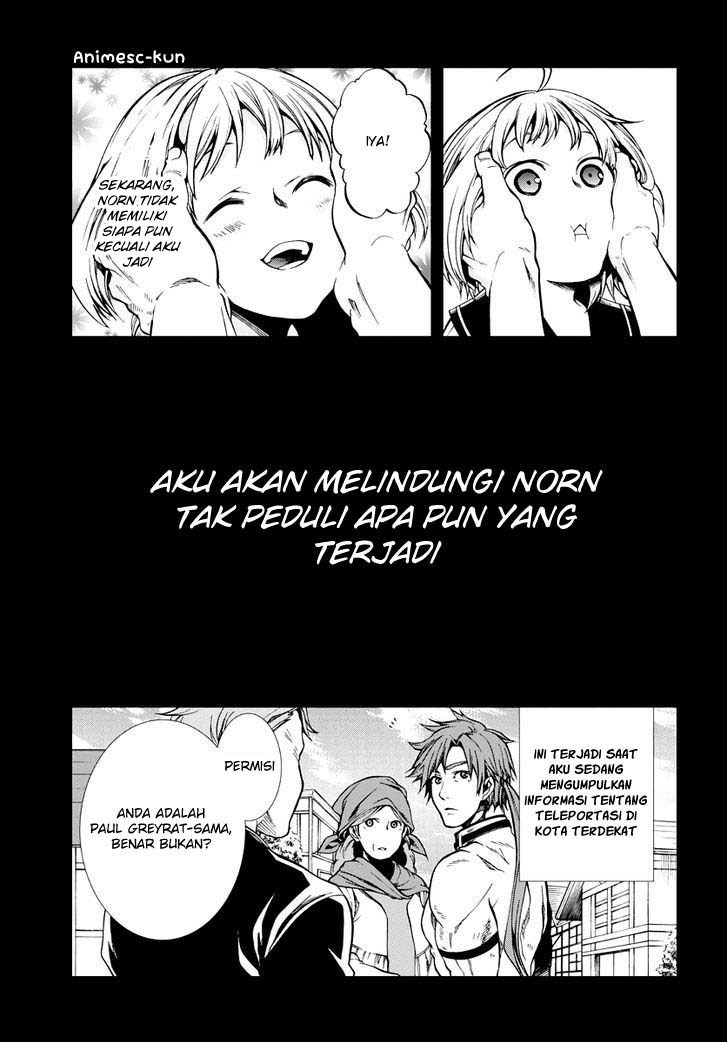 Animesc-kun
IYA!
SEKARANG,
NORN TIDAK
MEMILIKI
SIAPA PUN
KECUALI AKU
JADI
AKU AKAN MELINDUNGI NORN
TAK PEDULI APA PUN YANG
TERJADI
INI TERJADI SAAT
AKU SEDANG
MENGUMPULKAN
INFORMASI TENTANG
TELEPORTASI DI
KOTA TERDEKAT
PERMISI
ANDA ADALAH
PAUL GREYRAT-SAMA,
BENAR BUKAN?